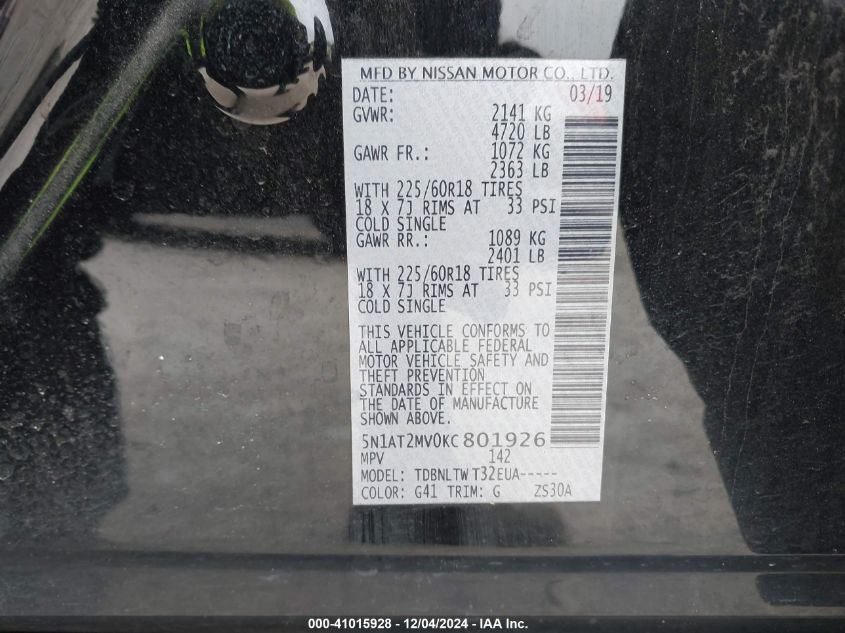 MFD BY NISSAN MOTOR CO., LTD.
DATE: 03/19
GVWR: 2141 KG
4720 LB
GAWR FR.: 1072 KG
2363 LB
WITH 225/60R18 TIRES
18 X 7J RIMS AT 33 PSI
COLD SINGLE
GAWR RR.: 1089 KG
2401 LB
WITH 225/60R18 TIRES
18 X 7J RIMS AT 33 PSI
COLD SINGLE
THIS VEHICLE CONFORMS TO
ALL APPLICABLE FEDERAL
MOTOR VEHICLE SAFETY AND
THEFT PREVENTION
STANDARDS IN EFFECT ON
THE DATE OF MANUFACTURE
SHOWN ABOVE.
5N1AT2MV0KC801926
MPV 142
MODEL: TDBNLTW T32EUA-----
COLOR: G41 TRIM: G ZS30A
000-41015928 - 12/04/2024 - IAA Inc.